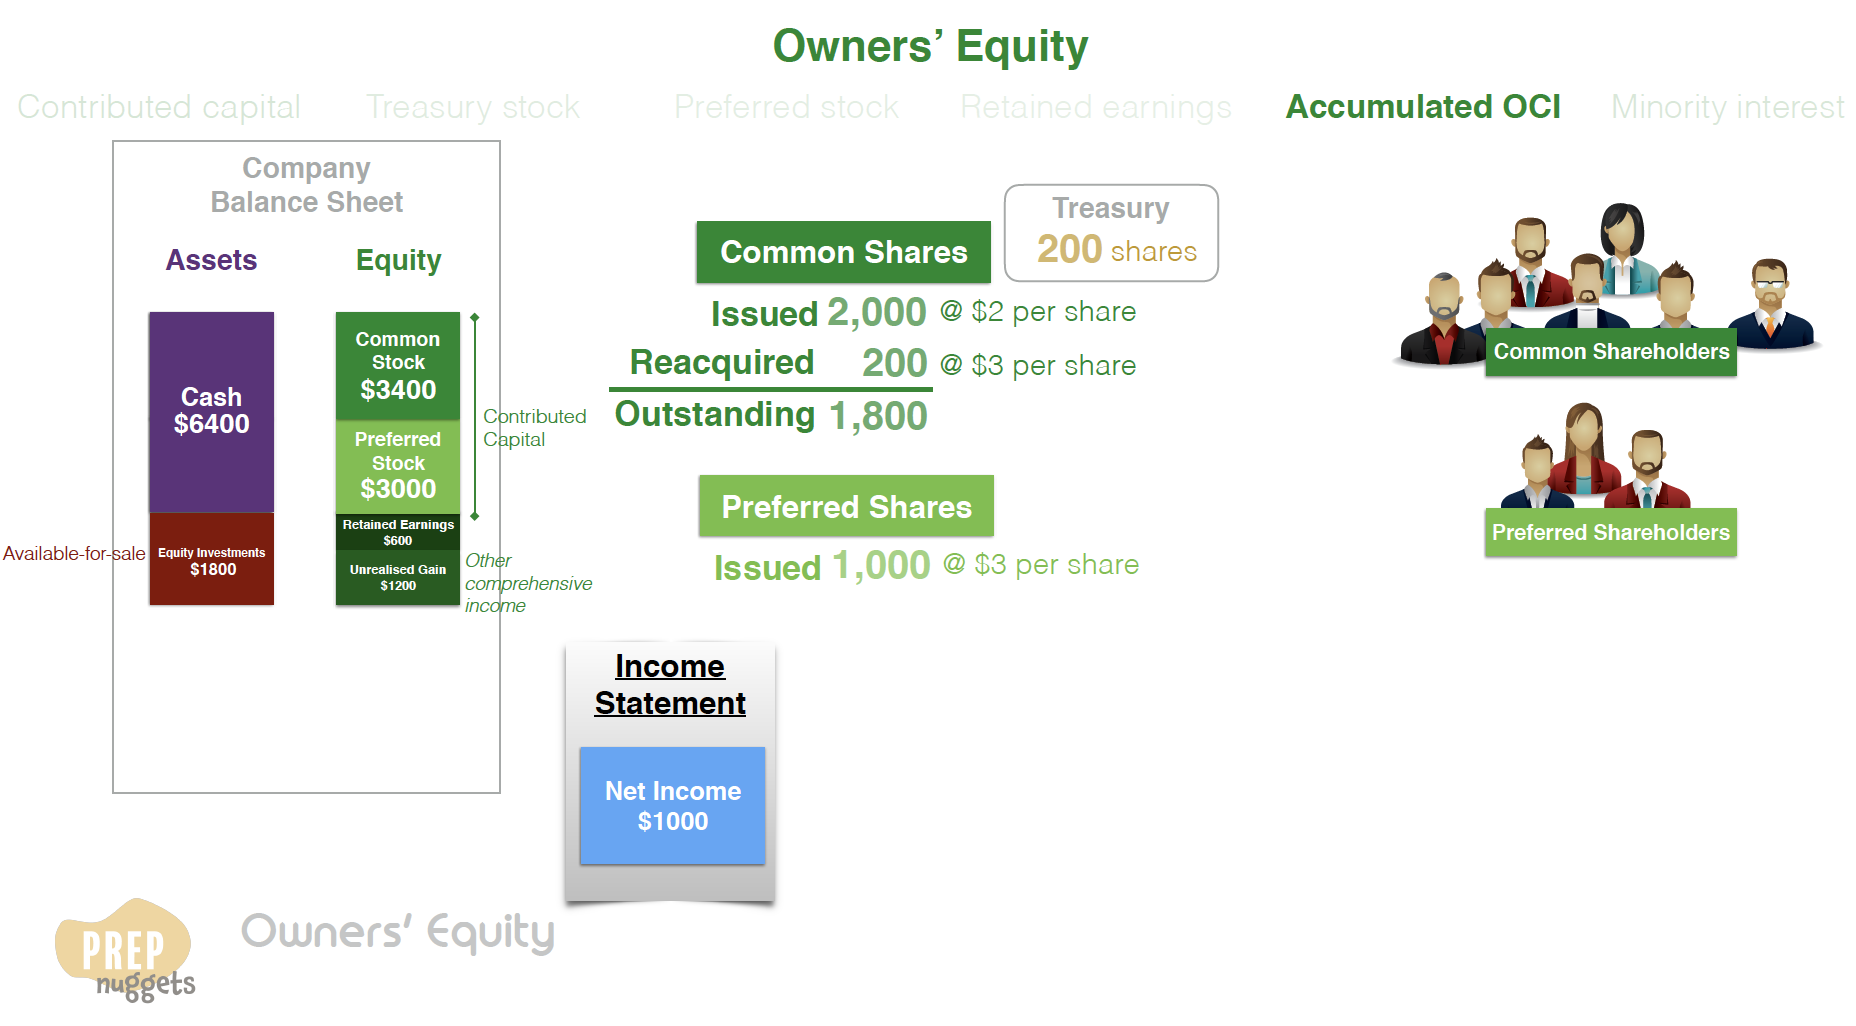 Owners’ Equity
Contributed capital
Treasury stock
Preferred stock
Retained earnings
Accumulated OCI
Minority interest
Company
Balance Sheet
Assets
Equity
Cash
$6400
Available-for-sale
Equity Investments
$1800
Common
Stock
$3400
Preferred
Stock
$3000
Retained Earnings
$600
Unrealised Gain
$1200
Contributed
Capital
Other
comprehensive
income
Common Shares
Treasury
200 shares
Issued 2,000 @ $2 per share
Reacquired 200 @ $3 per share
Outstanding 1,800
Preferred Shares
Issued 1,000 @ $3 per share
Common Shareholders
Preferred Shareholders
Income
Statement
Net Income
$1000
PREP
nuggets
Owners’ Equity